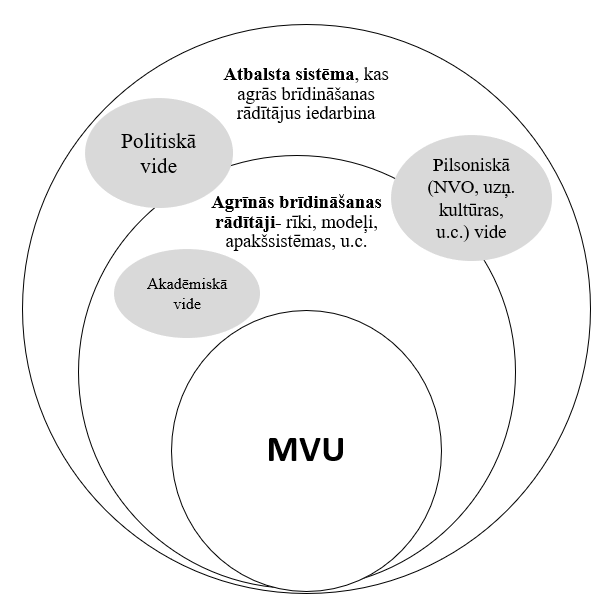 Atbalsta sistēma, kas
agrās brīdināšanas
rādītājus iedarbina
Politiskā
vide
Pilsoniskā
(NVO, uzņ.
kultūras,
u.c.) vide
Agrīnās brīdināšanas
rādītāji- rīki, modeļi,
apakšsistēmas, u.c.
Akadēmiskā
vide
MVU